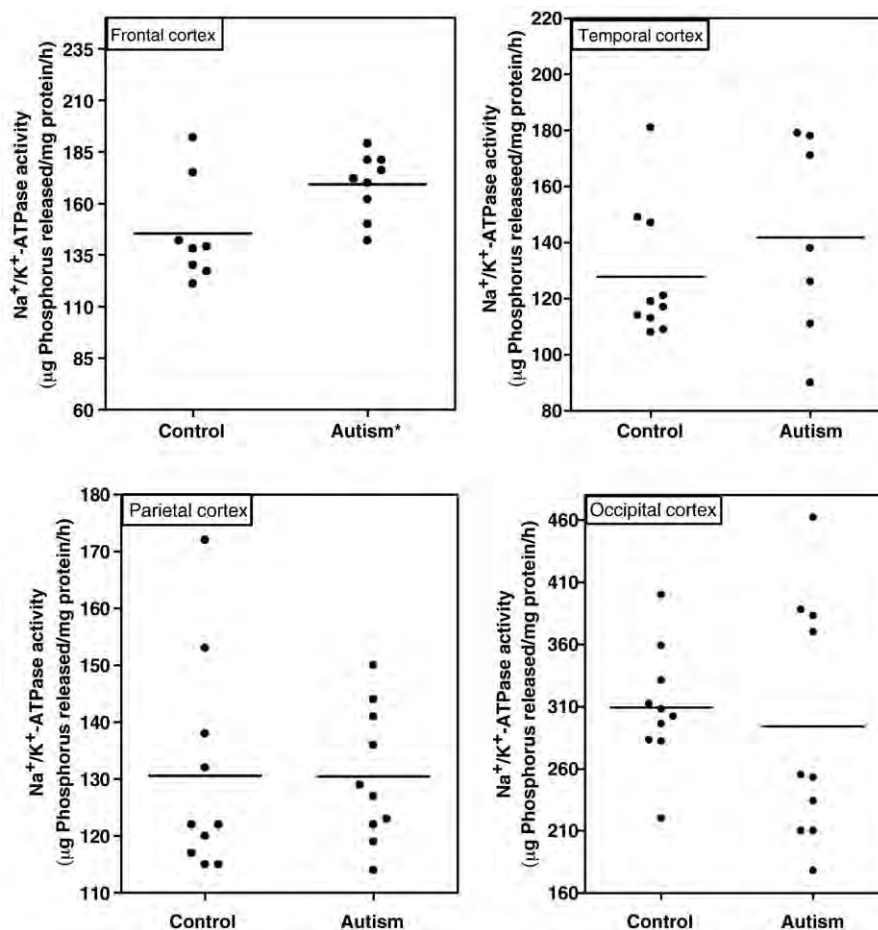 Frontal cortex
Na⁺/K⁺-ATPase activity
(µg Phosphorus released/mg protein/h)
235
210
185
160
135
110
85
60
Control
Autism*
Temporal cortex
Na⁺/K⁺-ATPase activity
(µg Phosphorus releaseed/mg protein/h)
220
200
180
160
140
120
100
80
Control
Autism
Parietal cortex
Na⁺/K⁺-ATPase activity
(µg Phosphorus released/mg protein/h)
180
170
160
150
140
130
120
110
Control
Autism
Occipital cortex
Na⁺/K⁺-ATPase activity
(µg Phosphorus released/mg protein/h)
460
410
360
310
260
210
160
Control
Autism